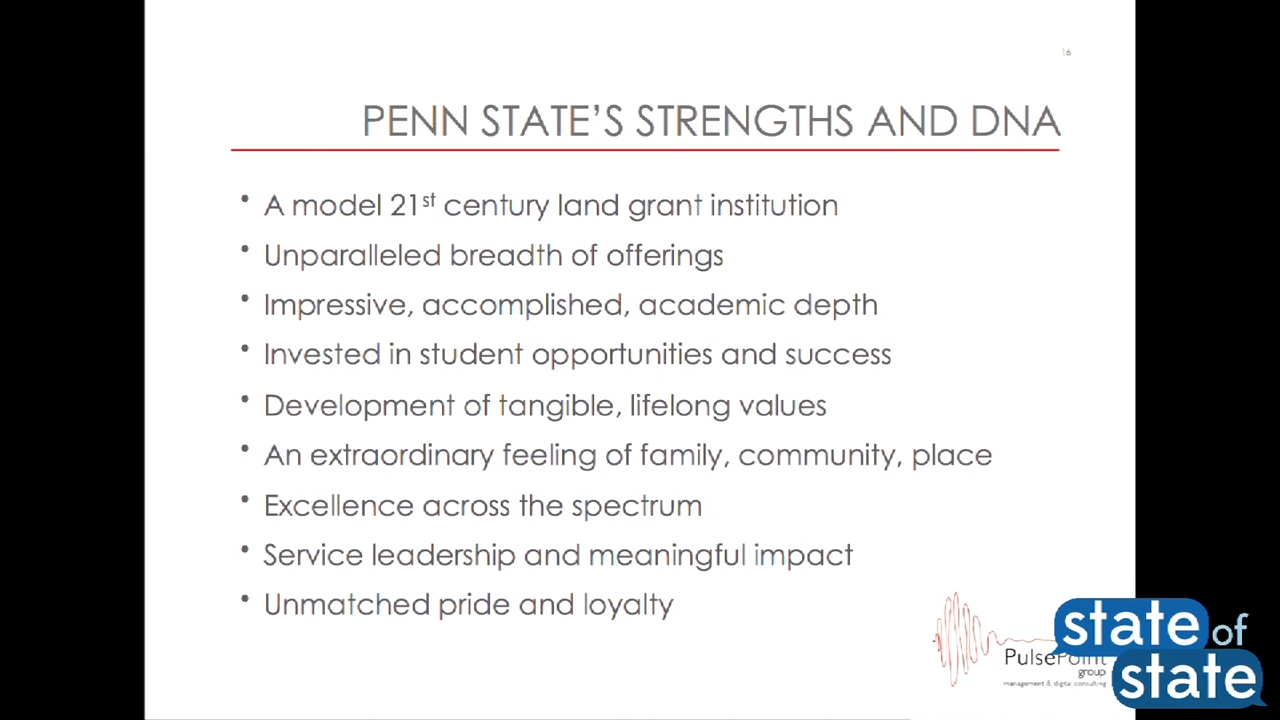 16
PENN STATE’S STRENGTHS AND DNA
• A model 21st century land grant institution
• Unparalleled breadth of offerings
• Impressive, accomplished, academic depth
• Invested in student opportunities and success
• Development of tangible, lifelong values
• An extraordinary feeling of family, community, place
• Excellence across the spectrum
• Service leadership and meaningful impact
• Unmatched pride and loyalty
PulsePoint
group
management & digital consulting
state of
state